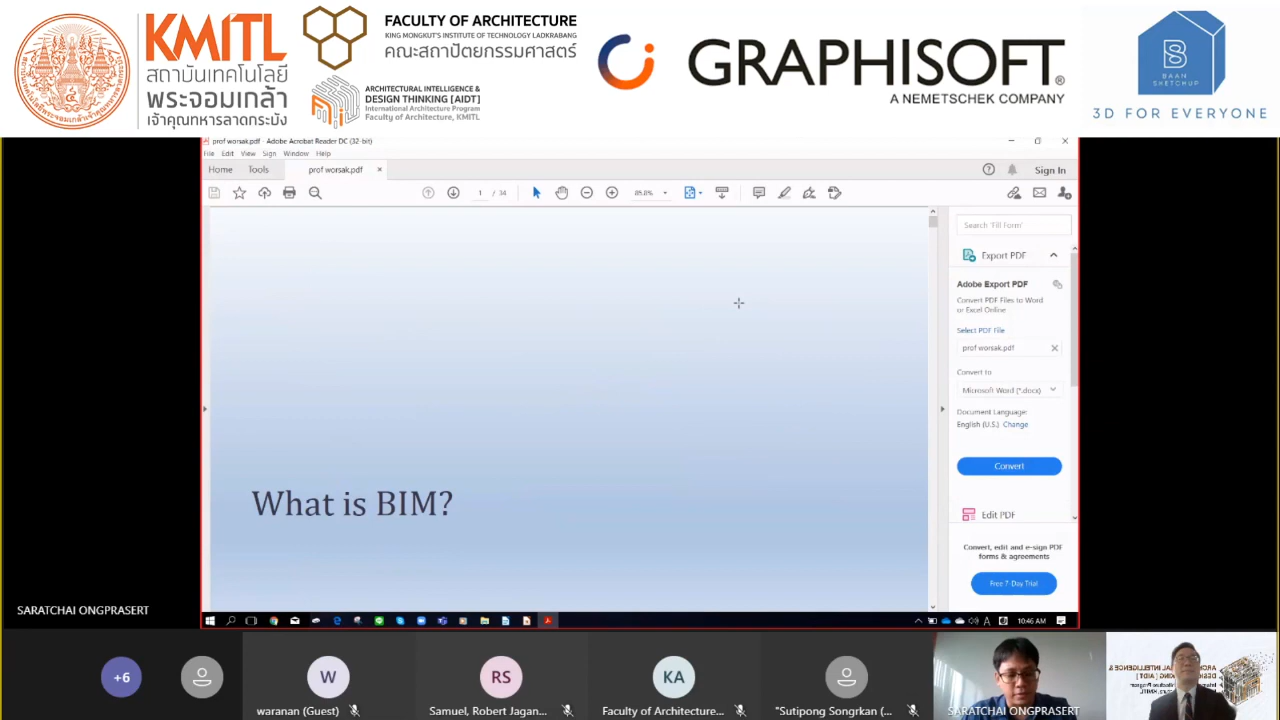 KMITL
สถาบันเทคโนโลยี
พระจอมเกล้า
เจ้าคุณทหารลาดกระบัง
FACULTY OF ARCHITECTURE
KING MONGKUT'S INSTITUTE OF TECHNOLOGY LADKRABANG
คณะสถาปัตยกรรมศาสตร์
ARCHITECTURAL INTELLIGENCE &
DESIGN THINKING [AIDT]
International Architecture Program
Faculty of Architecture, KMITL
GRAPHISOFT®
A NEMETSCHEK COMPANY
B
S
BAAN
SKETCHUP
3D FOR EVERYONE
prof worsak.pdf - Adobe Acrobat Reader DC (32-bit)
File Edit View Sign Window Help
Home Tools prof worsak.pdf × Sign In
1 / 34 85.8%
Search 'Fill Form'
Export PDF
Adobe Export PDF
Convert PDF Files to Word
or Excel Online
Select PDF File
prof worsak.pdf
Convert to
Microsoft Word (*.docx)
Document Language:
English (U.S.) Change
Convert
Edit PDF
Convert, edit and e-sign PDF
forms & agreements
Free 7-Day Trial
What is BIM?
SARATCHAI ONGPRASERT
10:46 AM
+6
W
RS
KA
waranan (Guest)
Samuel, Robert Jagan...
Faculty of Architecture...
"Sutipong Songrkan (...
SARATCHAI ONGPRASERT